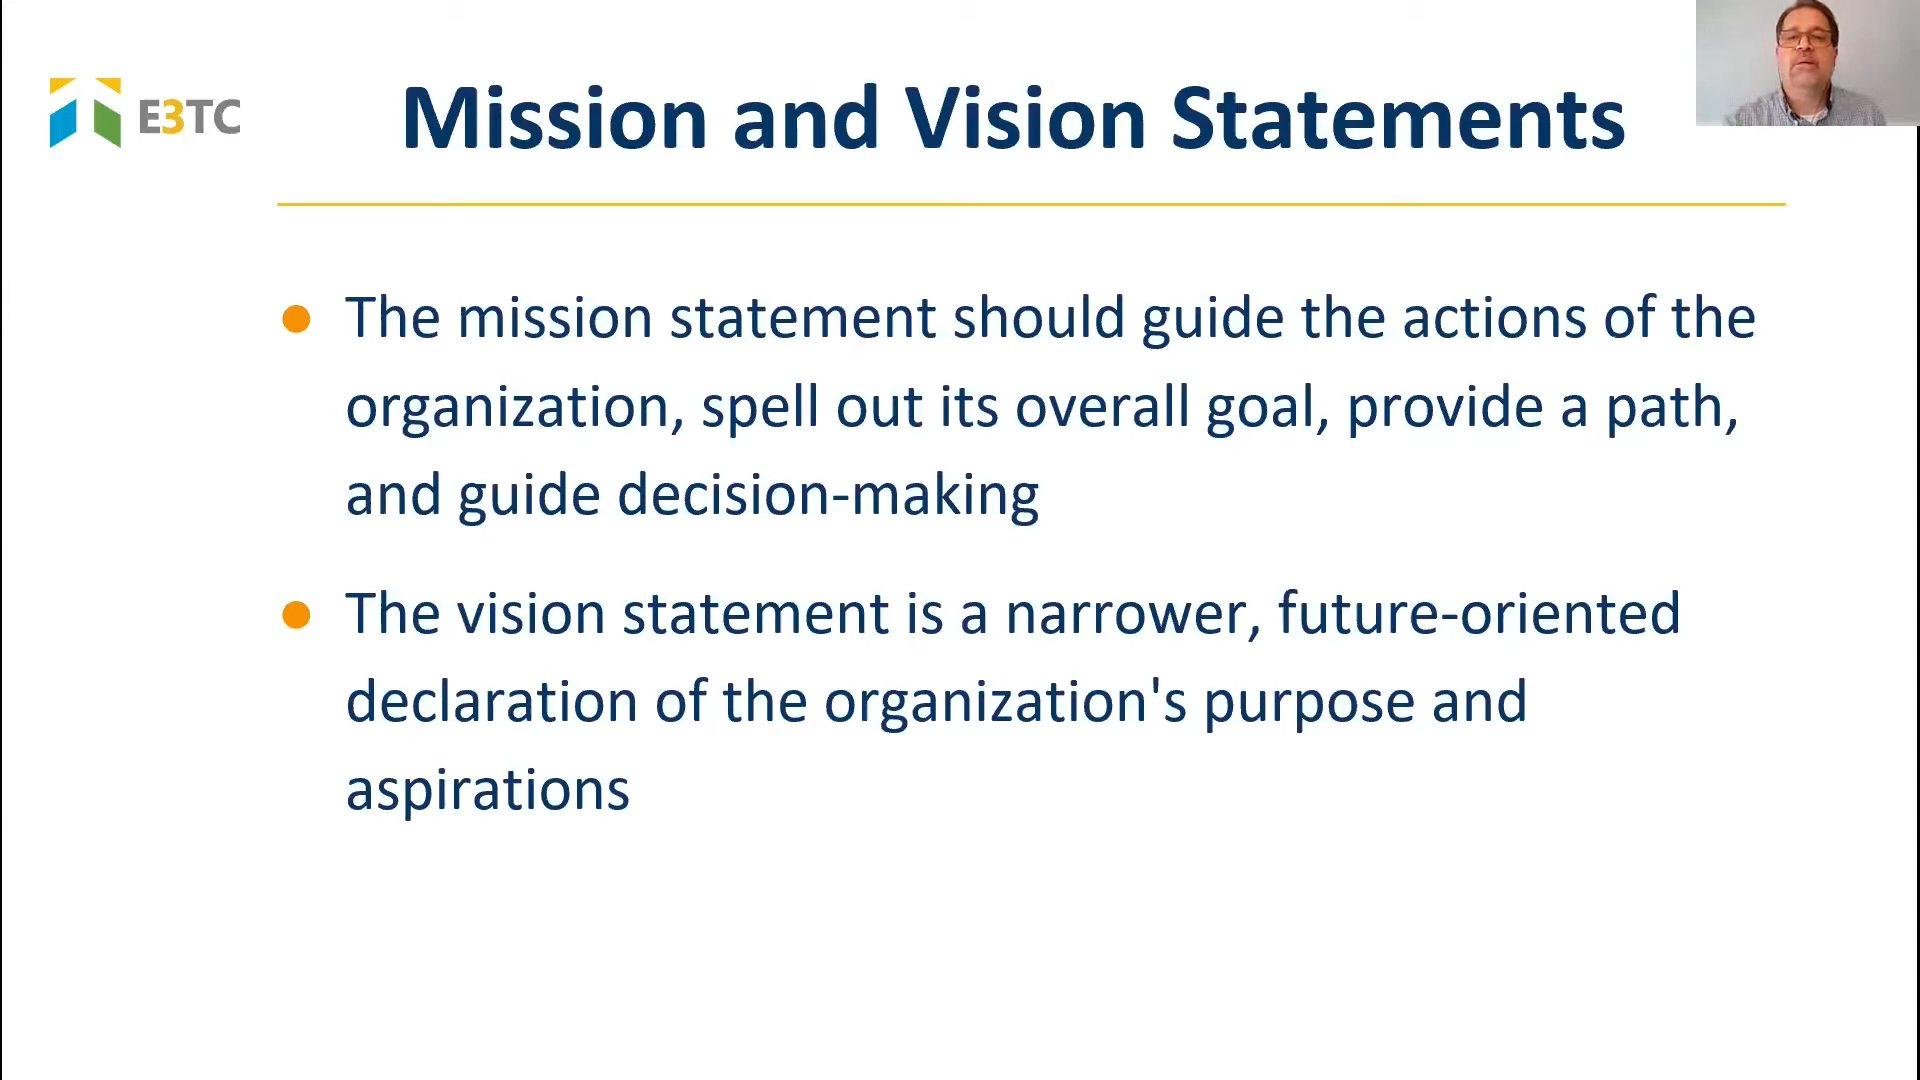 E3TC
Mission and Vision Statements
● The mission statement should guide the actions of the
organization, spell out its overall goal, provide a path,
and guide decision-making
● The vision statement is a narrower, future-oriented
declaration of the organization's purpose and
aspirations